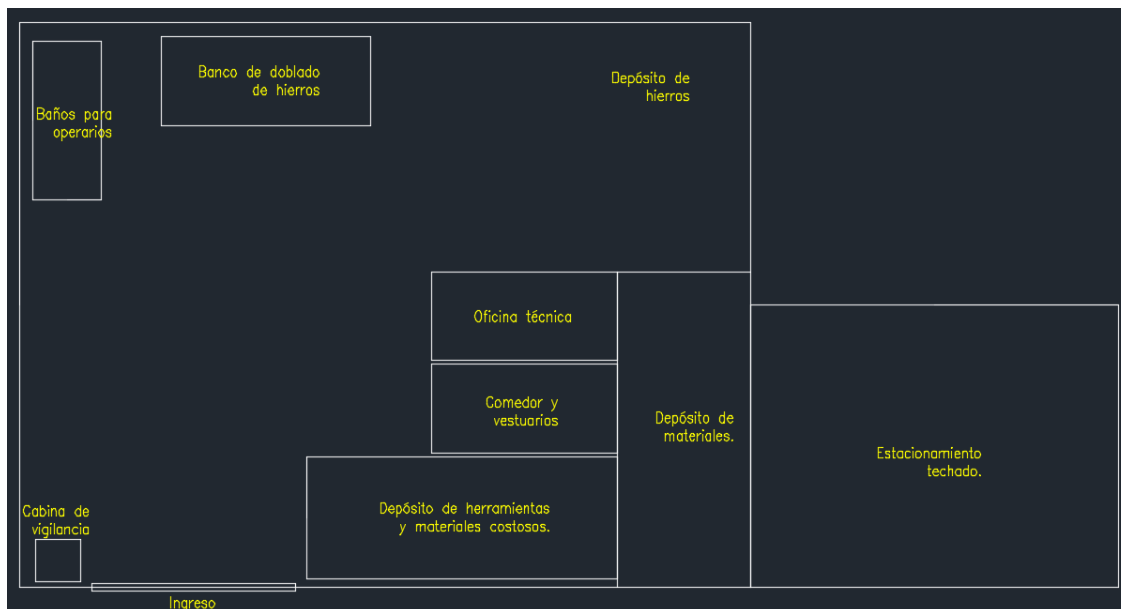 Banco de doblado
de hierros
Depósito de
hierros
Baños para
operarios
Oficina técnica
Comedor y
vestuarios
Depósito de
materiales.
Estacionamiento
techado.
Depósito de herramientas
y materiales costosos.
Cabina de
vigilancia
Ingreso